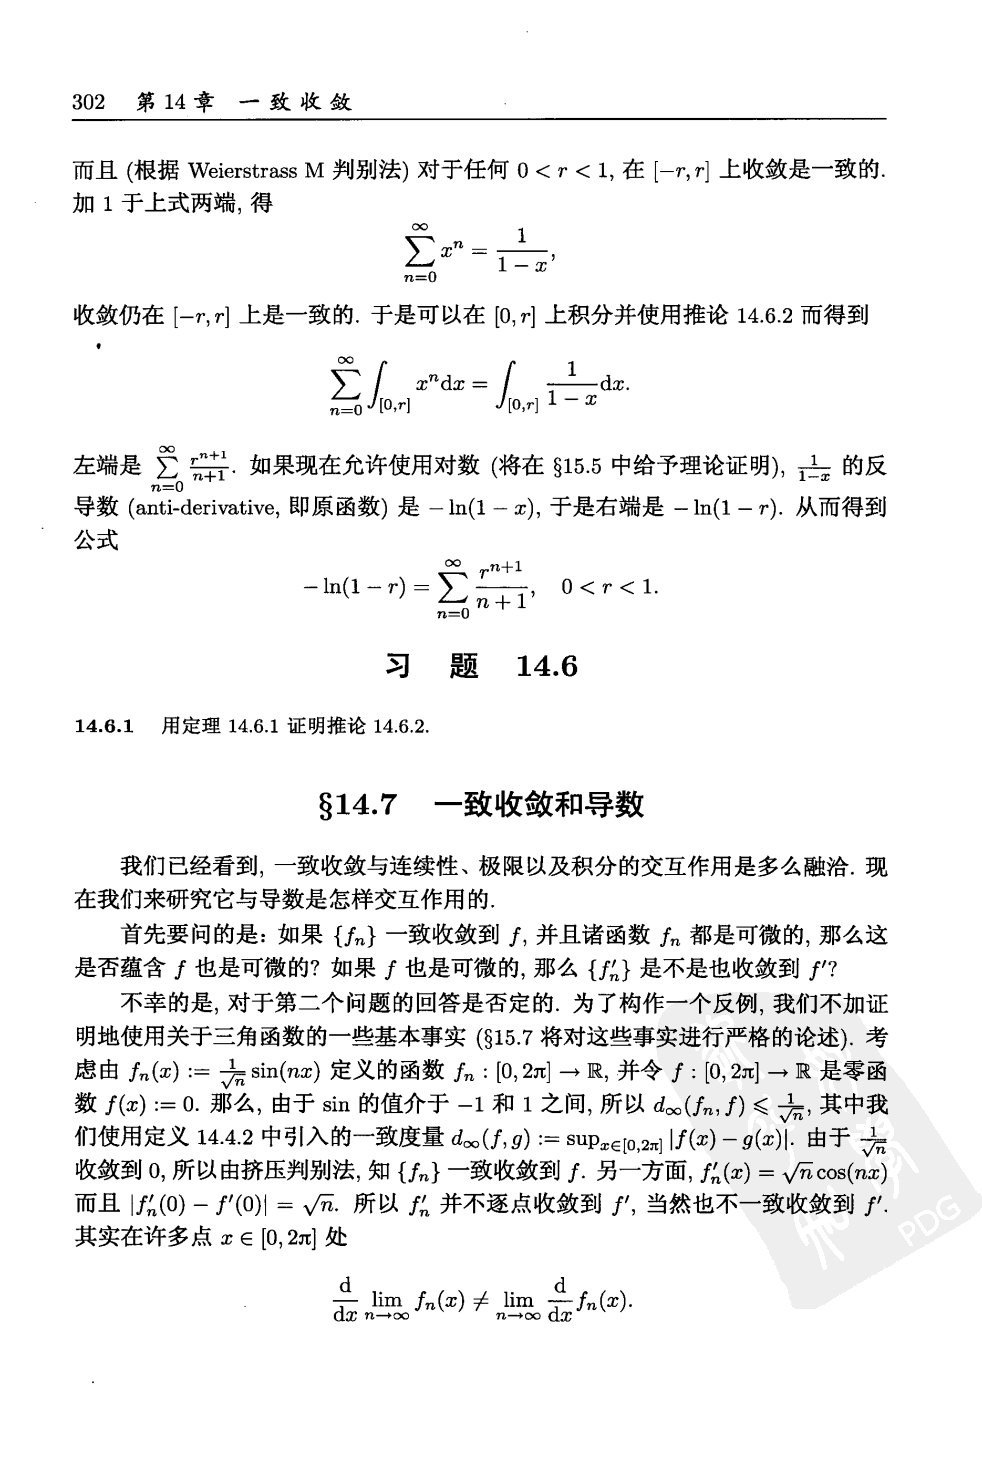 302 第 14 章 一 致 收 敛
而且 (根据 Weierstrass M 判别法) 对于任何 0 < r < 1, 在 [−r, r] 上收敛是一致的.
加 1 于上式两端, 得
$$\sum_{n=0}^{\infty} x^n = \frac{1}{1-x},$$
收敛仍在 [−r, r] 上是一致的. 于是可以在 [0, r] 上积分并使用推论 14.6.2 而得到
$$\sum_{n=0}^{\infty} \int_{[0,r]} x^n \mathrm{d}x = \int_{[0,r]} \frac{1}{1-x} \mathrm{d}x.$$
左端是 $\sum_{n=0}^{\infty} \frac{r^{n+1}}{n+1}$. 如果现在允许使用对数 (将在 §15.5 中给予理论证明), $\frac{1}{1-x}$ 的反
导数 (anti-derivative, 即原函数) 是 − ln(1 − x), 于是右端是 − ln(1 − r). 从而得到
公式
$$-\ln(1-r) = \sum_{n=0}^{\infty} \frac{r^{n+1}}{n+1}, \quad 0 < r < 1.$$
习 题 14.6
14.6.1 用定理 14.6.1 证明推论 14.6.2.
§14.7 一致收敛和导数
我们已经看到, 一致收敛与连续性、极限以及积分的交互作用是多么融洽. 现
在我们来研究它与导数是怎样交互作用的.
首先要问的是: 如果 {f_n} 一致收敛到 f, 并且诸函数 f_n 都是可微的, 那么这
是否蕴含 f 也是可微的? 如果 f 也是可微的, 那么 {f'_n} 是不是也收敛到 f'?
不幸的是, 对于第二个问题的回答是否定的. 为了构作一个反例, 我们不加证
明地使用关于三角函数的一些基本事实 (§15.7 将对这些事实进行严格的论述). 考
虑由 $f_n(x) := \frac{1}{\sqrt{n}} \sin(nx)$ 定义的函数 $f_n : [0, 2\pi] \to \mathbb{R}$, 并令 $f : [0, 2\pi] \to \mathbb{R}$ 是零函
数 f(x) := 0. 那么, 由于 sin 的值介于 −1 和 1 之间, 所以 $d_\infty(f_n, f) \leqslant \frac{1}{\sqrt{n}}$, 其中我
们使用定义 14.4.2 中引入的一致度量 $d_\infty(f, g) := \sup_{x \in [0,2\pi]} |f(x) - g(x)|$. 由于 $\frac{1}{\sqrt{n}}$
收敛到 0, 所以由挤压判别法, 知 {f_n} 一致收敛到 f. 另一方面, $f'_n(x) = \sqrt{n} \cos(nx)$
而且 $|f'_n(0) - f'(0)| = \sqrt{n}$. 所以 $f'_n$ 并不逐点收敛到 f', 当然也不一致收敛到 f'.
其实在许多点 $x \in [0, 2\pi]$ 处
$$\frac{\mathrm{d}}{\mathrm{d}x} \lim_{n \to \infty} f_n(x) \neq \lim_{n \to \infty} \frac{\mathrm{d}}{\mathrm{d}x} f_n(x).$$
PDG